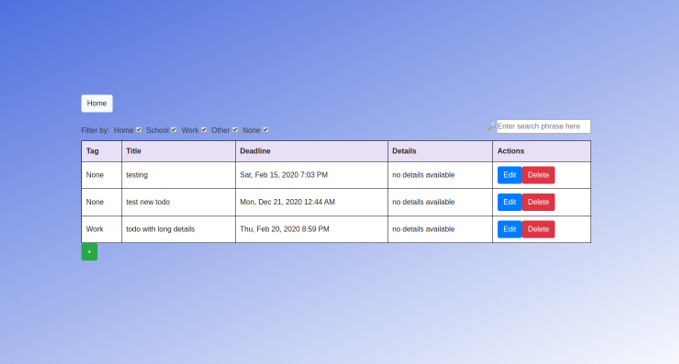 Home
Filter by: Home School Work Other None Enter search phrase here
Tag Title Deadline Details Actions
None testing Sat, Feb 15, 2020 7:03 PM no details available Edit Delete
None test new todo Mon, Dec 21, 2020 12:44 AM no details available Edit Delete
Work todo with long details Thu, Feb 20, 2020 8:59 PM no details available Edit Delete
+